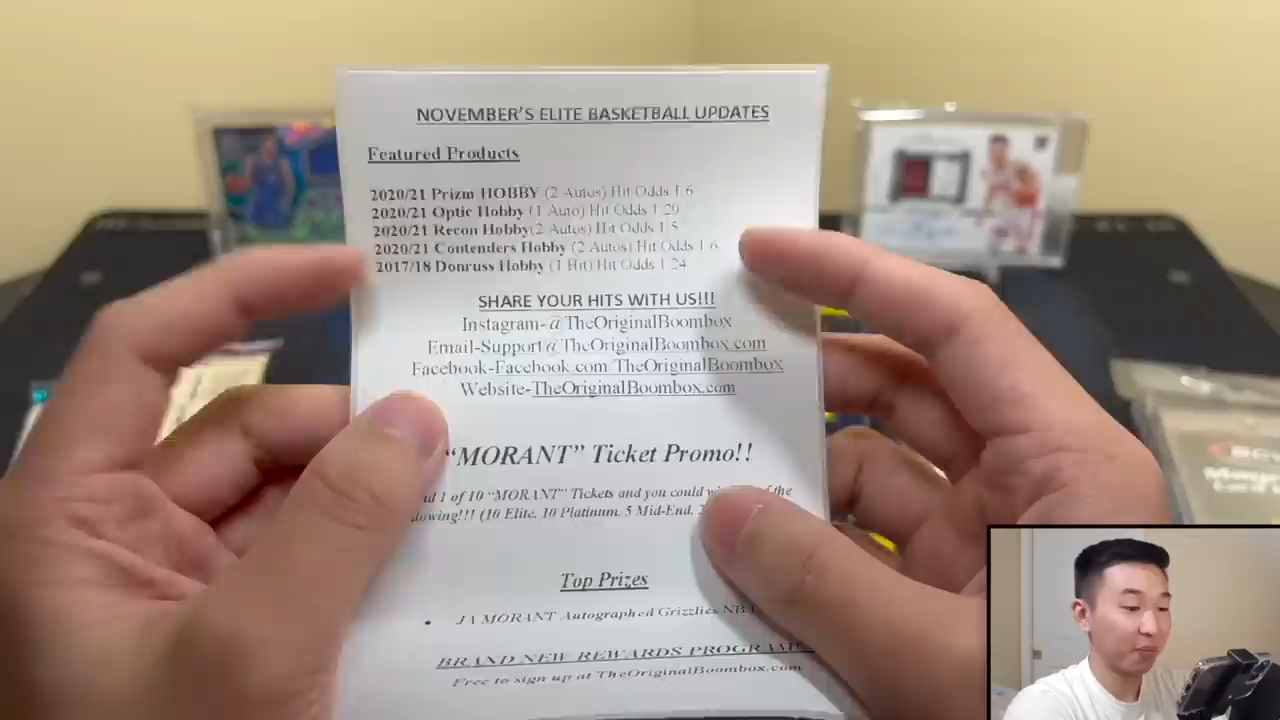 NOVEMBER'S ELITE BASKETBALL UPDATES
Featured Products
2020/21 Prizm HOBBY (2 Autos) Hit Odds 1:6
2020/21 Optic Hobby (1 Auto) Hit Odds 1:20
2020/21 Recon Hobby(2 Autos) Hit Odds 1:5
2020/21 Contenders Hobby (2 Autos) Hit Odds 1:6
2017/18 Donruss Hobby (1 Hit) Hit Odds 1:24
SHARE YOUR HITS WITH US!!!
Instagram-@TheOriginalBoombox
Email-Support@TheOriginalBoombox.com
Facebook-Facebook.com/TheOriginalBoombox
Website-TheOriginalBoombox.com
"MORANT" Ticket Promo!!
1 of 10 "MORANT" Tickets and you could the
(10 Elite, 10 Platinum, 5 Mid-End,
Top Prizes
• JA MORANT Autographed Grizzlies
BRAND NEW REWARDS PROGRAM
Free to sign up at TheOriginalBoombox.com